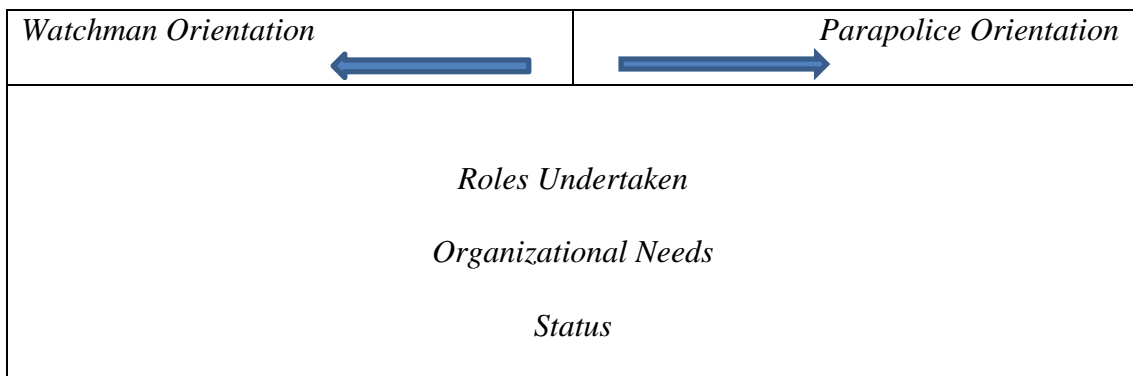 Watchman Orientation
Parapolice Orientation
Roles Undertaken
Organizational Needs
Status